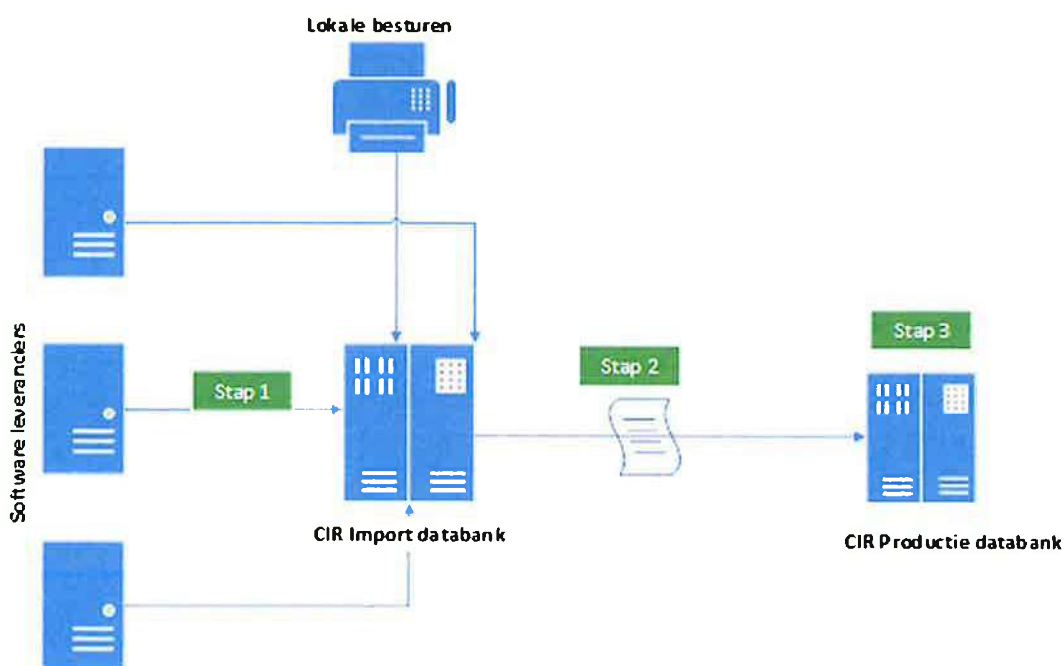 Lokale besturen
Software leveranciers
Stap 1
Stap 2
Stap 3
CIR Import databank
CIR Productie databank